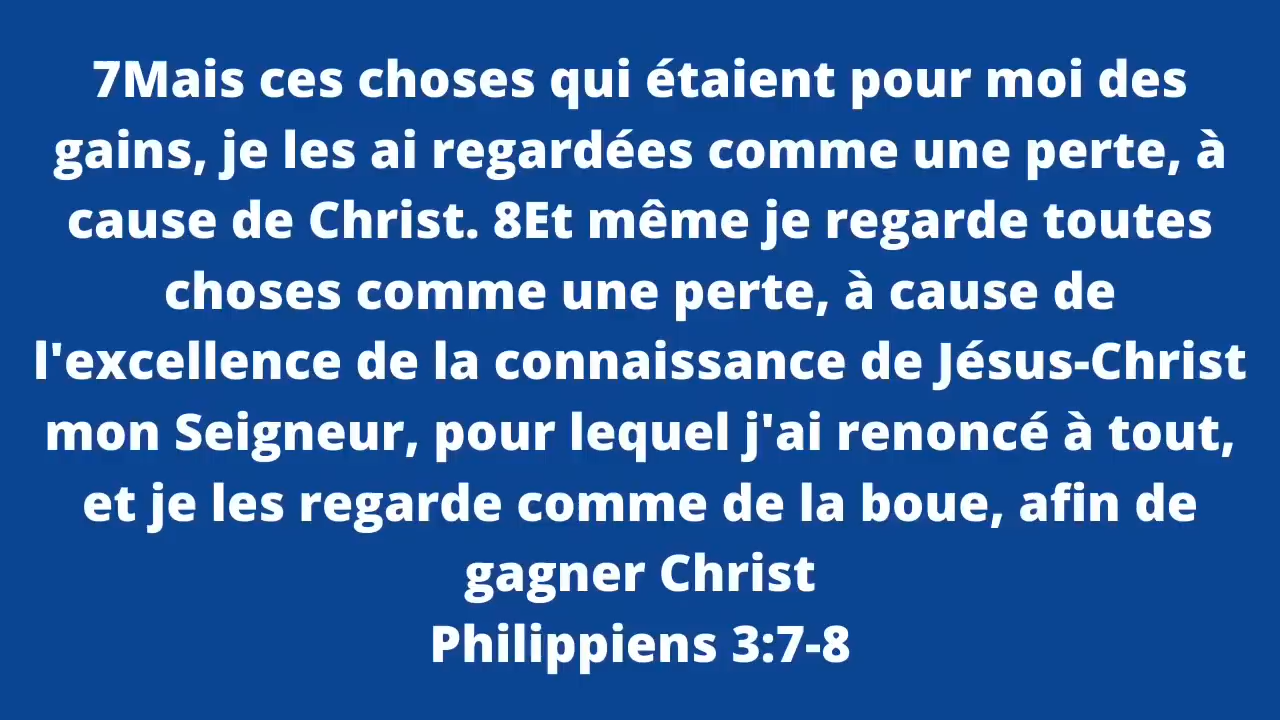 7Mais ces choses qui étaient pour moi des
gains, je les ai regardées comme une perte, à
cause de Christ. 8Et même je regarde toutes
choses comme une perte, à cause de
l'excellence de la connaissance de Jésus-Christ
mon Seigneur, pour lequel j'ai renoncé à tout,
et je les regarde comme de la boue, afin de
gagner Christ
Philippiens 3:7-8